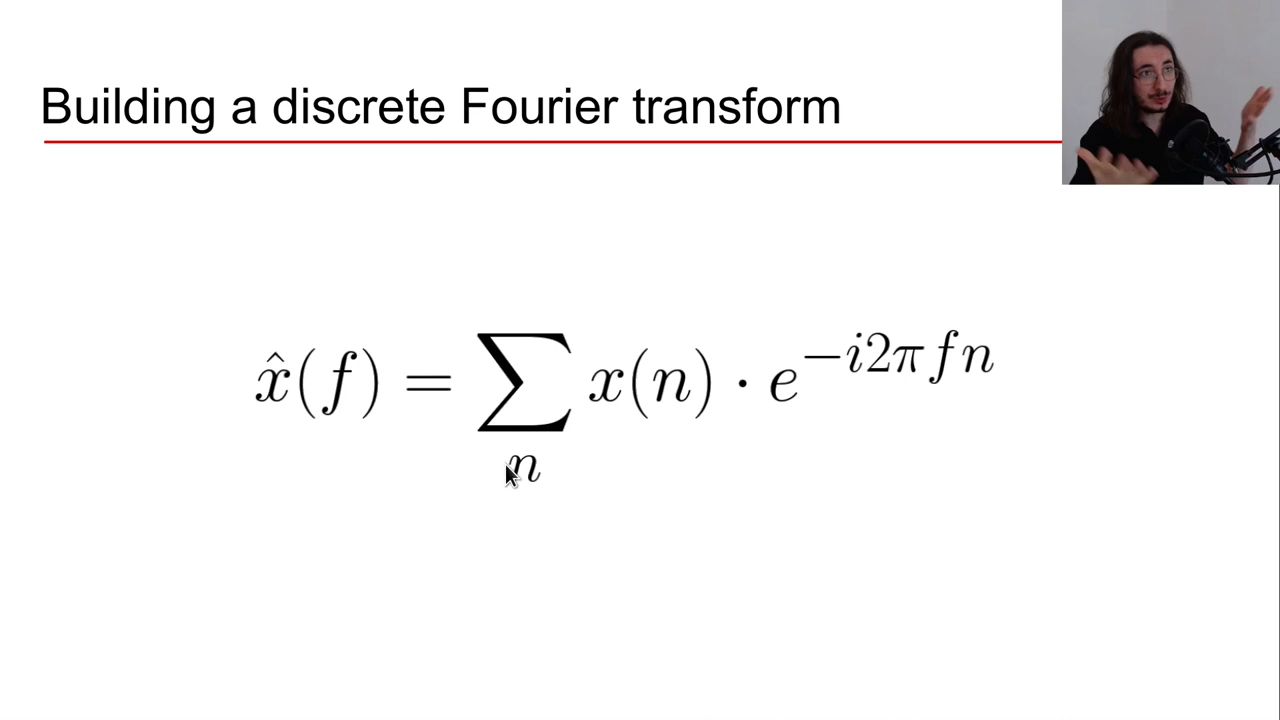 Building a discrete Fourier transform
x̂(f) = ∑ₙ x(n) · e^{−i2πfn}